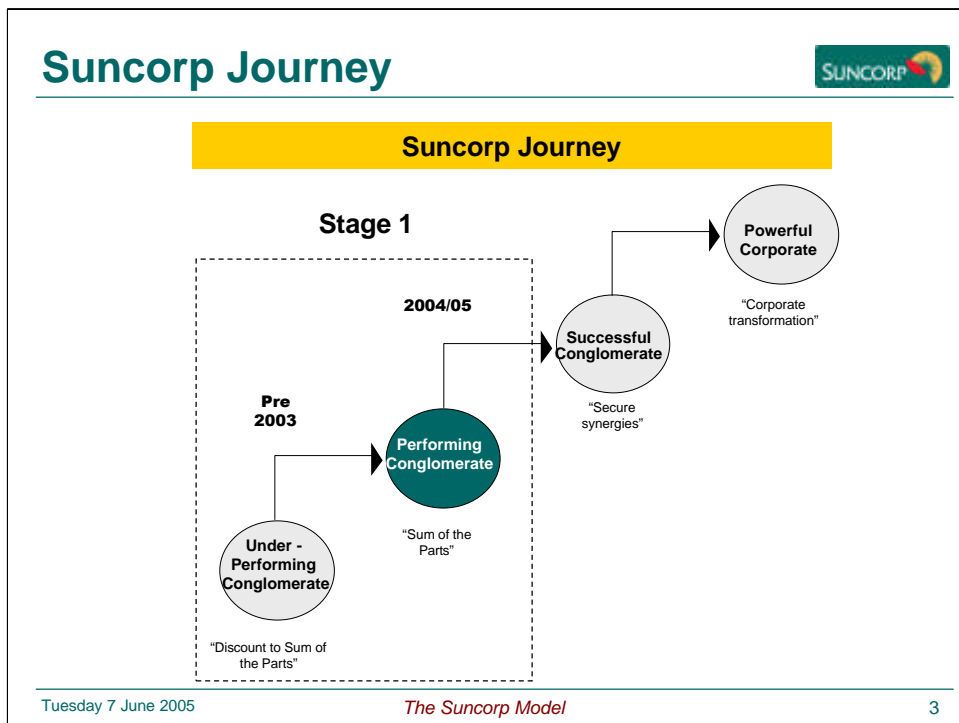 Suncorp Journey
SUNCORP
Suncorp Journey
Stage 1
Powerful
Corporate
“Corporate
transformation”
2004/05
Successful
Conglomerate
“Secure
synergies”
Pre
2003
Performing
Conglomerate
“Sum of the
Parts”
Under -
Performing
Conglomerate
“Discount to Sum of
the Parts”
Tuesday 7 June 2005
The Suncorp Model
3